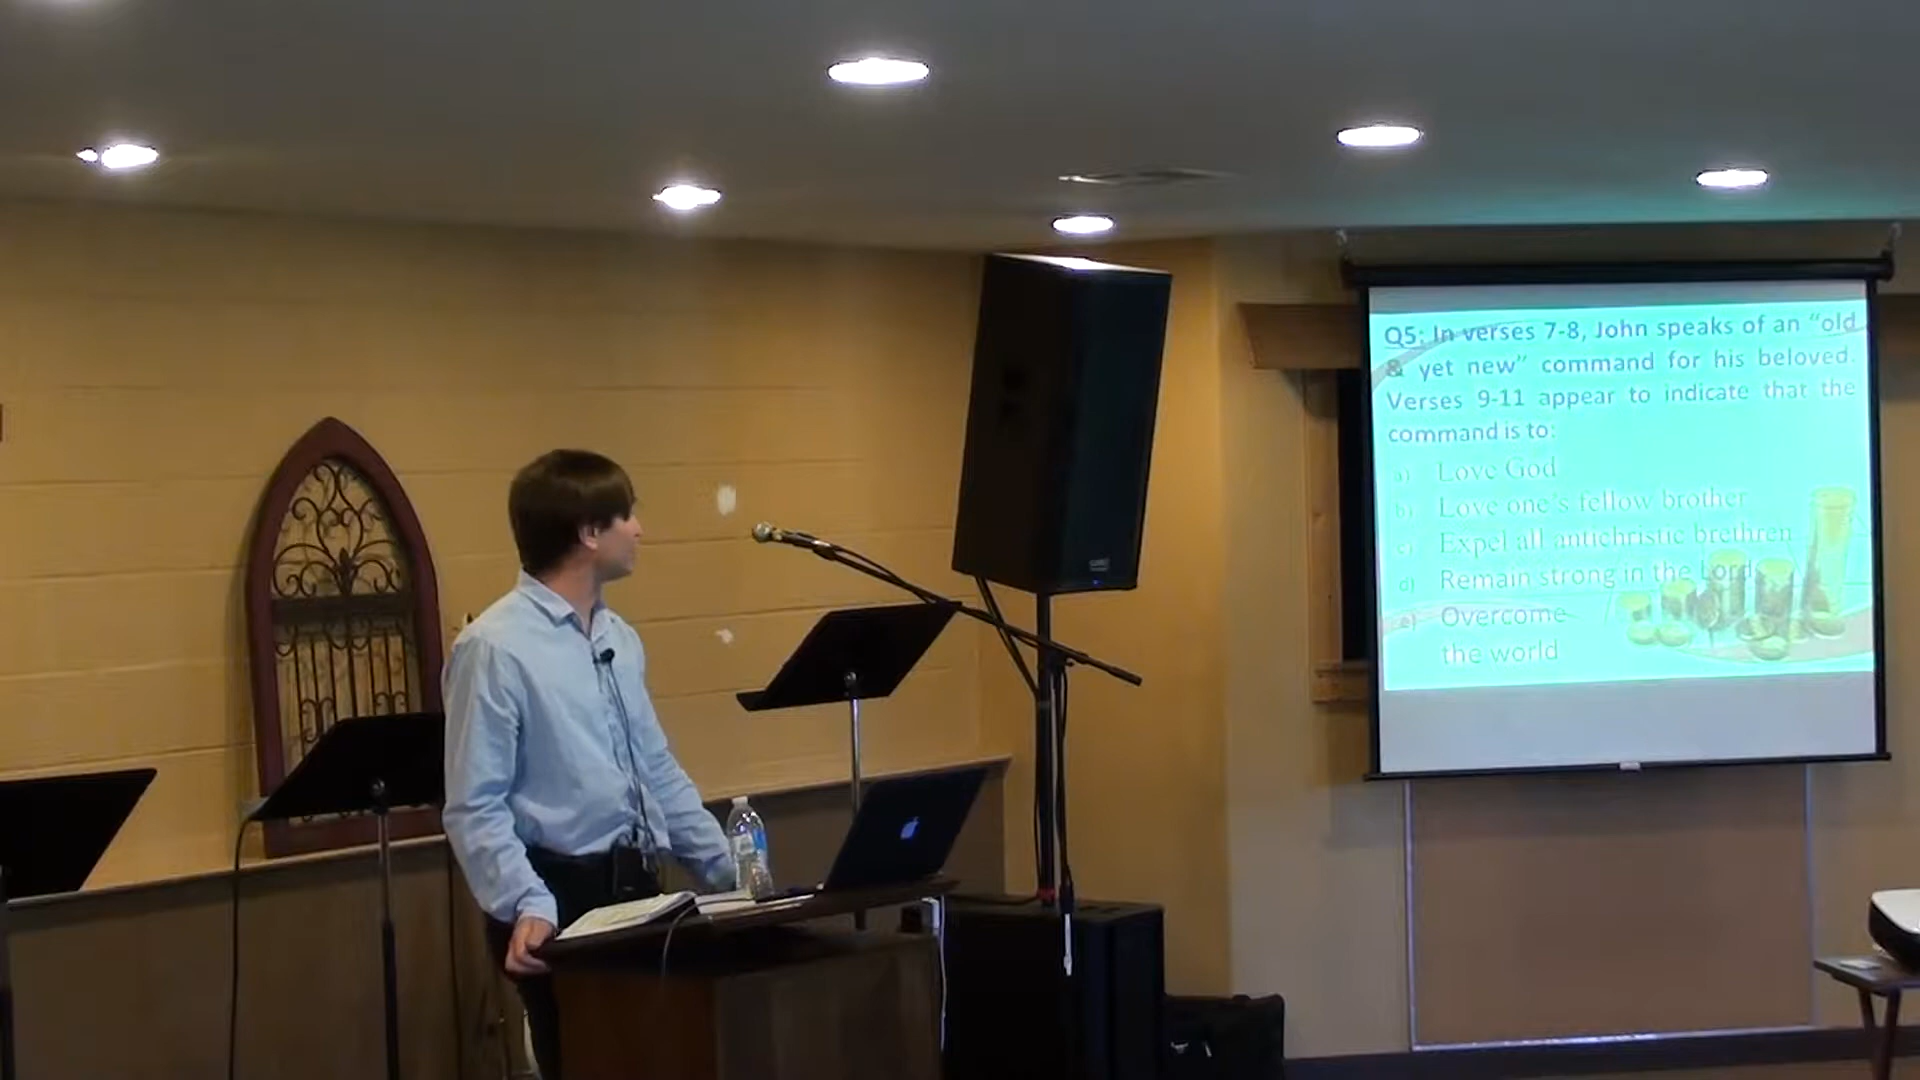 Q5: In verses 7-8, John speaks of an “old
& yet new” command for his beloved.
Verses 9-11 appear to indicate that the
command is to:
a) Love God
b) Love one's fellow brother
c) Expel all antichristic brethren
d) Remain strong in the Lord
e) Overcome
the world